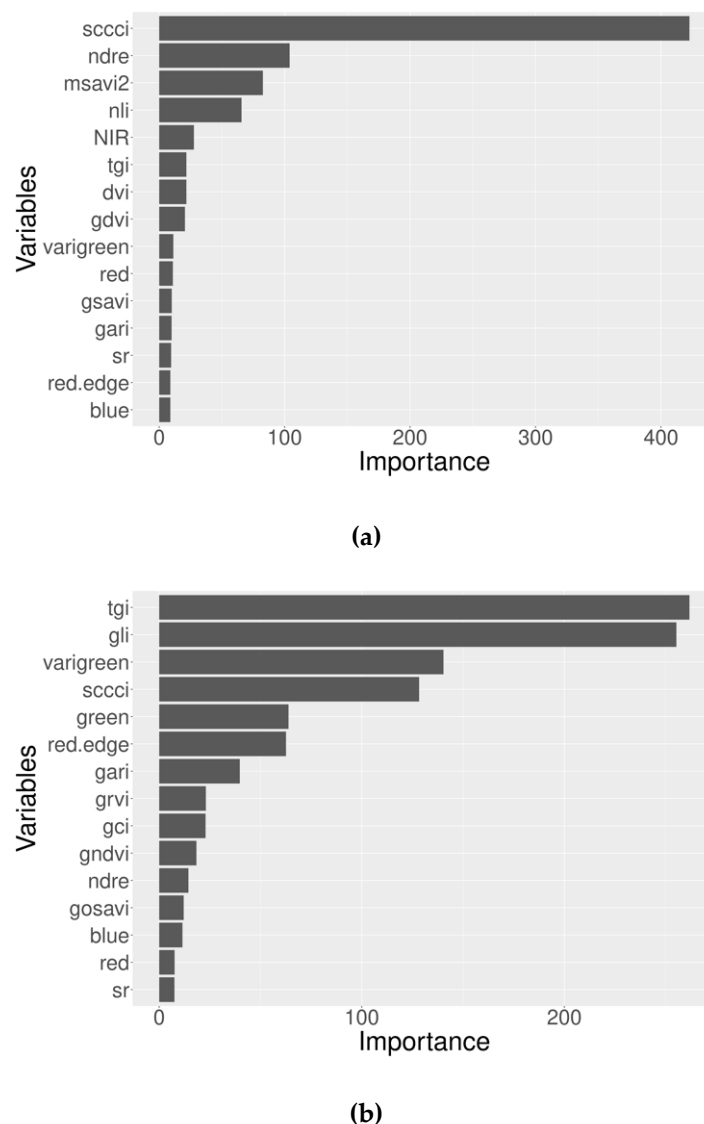 sccci
ndre
msavi2
nli
NIR
tgi
dvi
gdvi
varigreen
red
gsavi
gari
sr
red.edge
blue
Variables
0 100 200 300 400
Importance
(a)
tgi
gli
varigreen
sccci
green
red.edge
gari
grvi
gci
gndvi
ndre
gosavi
blue
red
sr
Variables
0 100 200
Importance
(b)